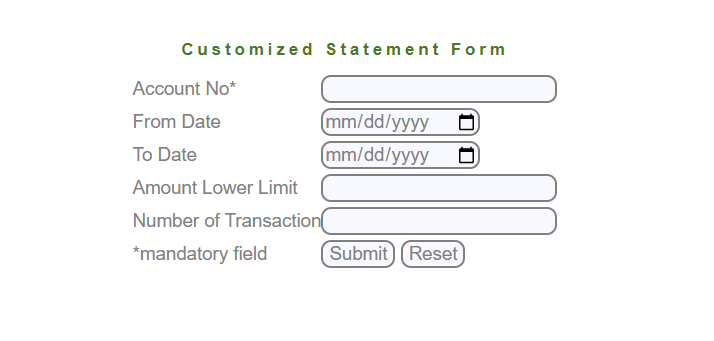 Customized Statement Form
Account No*
From Date mm/dd/yyyy
To Date mm/dd/yyyy
Amount Lower Limit
Number of Transaction
*mandatory field Submit Reset